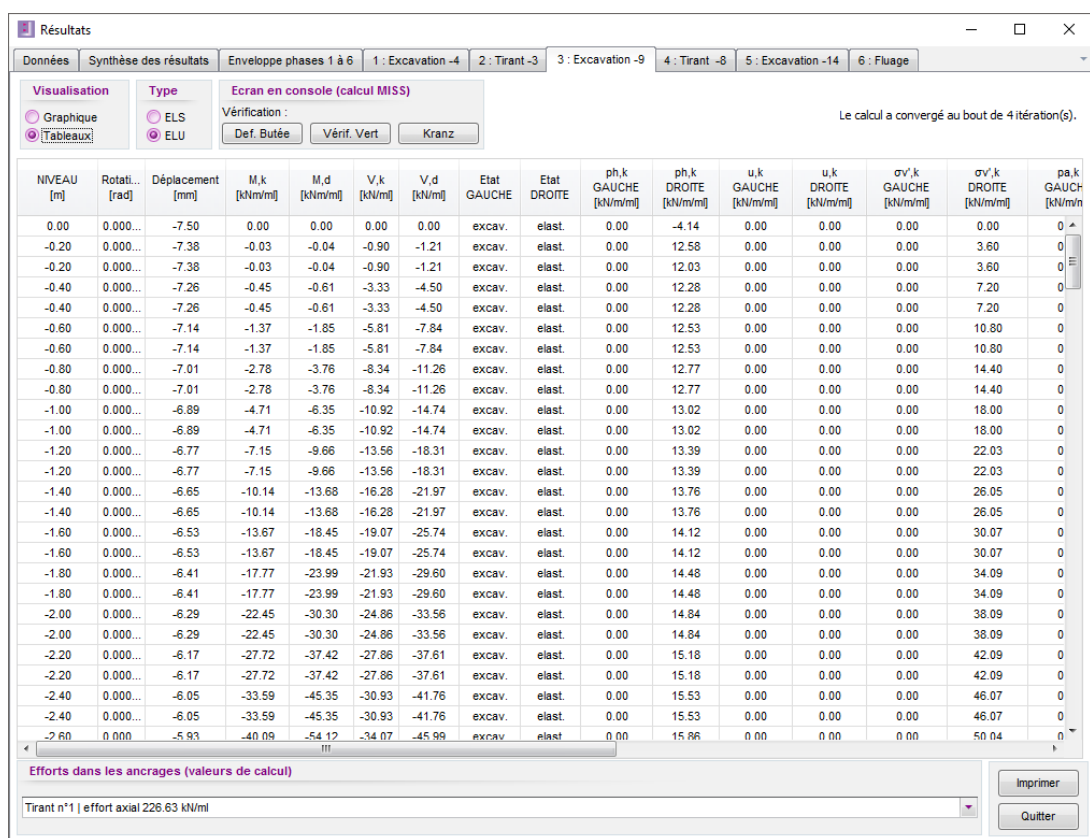 Résultats
Données Synthèse des résultats Enveloppe phases 1 à 6 1 : Excavation -4 2 : Tirant -3 3 : Excavation -9 4 : Tirant -8 5 : Excavation -14 6 : Fluage
Visualisation Type Ecran en console (calcul MISS)
Graphique ELS Vérification :
Le calcul a convergé au bout de 4 itération(s).
Tableaux ELU Def. Butée Vérif. Vert Kranz
NIVEAU Rotati... Déplacement M,k M,d V,k V,d Etat Etat ph,k ph,k u,k u,k σv',k σv',k pa,k
[m] [rad] [mm] [kNm/ml] [kNm/ml] [kN/ml] [kN/ml] GAUCHE DROITE GAUCHE DROITE GAUCHE DROITE GAUCHE DROITE GAUCH
[kN/m/ml] [kN/m/ml] [kN/m/ml] [kN/m/ml] [kN/m/ml] [kN/m/ml] [kN/m/n
0.00 0.000... -7.50 0.00 0.00 0.00 0.00 excav. elast. 0.00 -4.14 0.00 0.00 0.00 0.00 0
-0.20 0.000... -7.38 -0.03 -0.04 -0.90 -1.21 excav. elast. 0.00 12.58 0.00 0.00 0.00 3.60 0
-0.20 0.000... -7.38 -0.03 -0.04 -0.90 -1.21 excav. elast. 0.00 12.03 0.00 0.00 0.00 3.60 0
-0.40 0.000... -7.26 -0.45 -0.61 -3.33 -4.50 excav. elast. 0.00 12.28 0.00 0.00 0.00 7.20 0
-0.40 0.000... -7.26 -0.45 -0.61 -3.33 -4.50 excav. elast. 0.00 12.28 0.00 0.00 0.00 7.20 0
-0.60 0.000... -7.14 -1.37 -1.85 -5.81 -7.84 excav. elast. 0.00 12.53 0.00 0.00 0.00 10.80 0
-0.60 0.000... -7.14 -1.37 -1.85 -5.81 -7.84 excav. elast. 0.00 12.53 0.00 0.00 0.00 10.80 0
-0.80 0.000... -7.01 -2.78 -3.76 -8.34 -11.26 excav. elast. 0.00 12.77 0.00 0.00 0.00 14.40 0
-0.80 0.000... -7.01 -2.78 -3.76 -8.34 -11.26 excav. elast. 0.00 12.77 0.00 0.00 0.00 14.40 0
-1.00 0.000... -6.89 -4.71 -6.35 -10.92 -14.74 excav. elast. 0.00 13.02 0.00 0.00 0.00 18.00 0
-1.00 0.000... -6.89 -4.71 -6.35 -10.92 -14.74 excav. elast. 0.00 13.02 0.00 0.00 0.00 18.00 0
-1.20 0.000... -6.77 -7.15 -9.66 -13.56 -18.31 excav. elast. 0.00 13.39 0.00 0.00 0.00 22.03 0
-1.20 0.000... -6.77 -7.15 -9.66 -13.56 -18.31 excav. elast. 0.00 13.39 0.00 0.00 0.00 22.03 0
-1.40 0.000... -6.65 -10.14 -13.68 -16.28 -21.97 excav. elast. 0.00 13.76 0.00 0.00 0.00 26.05 0
-1.40 0.000... -6.65 -10.14 -13.68 -16.28 -21.97 excav. elast. 0.00 13.76 0.00 0.00 0.00 26.05 0
-1.60 0.000... -6.53 -13.67 -18.45 -19.07 -25.74 excav. elast. 0.00 14.12 0.00 0.00 0.00 30.07 0
-1.60 0.000... -6.53 -13.67 -18.45 -19.07 -25.74 excav. elast. 0.00 14.12 0.00 0.00 0.00 30.07 0
-1.80 0.000... -6.41 -17.77 -23.99 -21.93 -29.60 excav. elast. 0.00 14.48 0.00 0.00 0.00 34.09 0
-1.80 0.000... -6.41 -17.77 -23.99 -21.93 -29.60 excav. elast. 0.00 14.48 0.00 0.00 0.00 34.09 0
-2.00 0.000... -6.29 -22.45 -30.30 -24.86 -33.56 excav. elast. 0.00 14.84 0.00 0.00 0.00 38.09 0
-2.00 0.000... -6.29 -22.45 -30.30 -24.86 -33.56 excav. elast. 0.00 14.84 0.00 0.00 0.00 38.09 0
-2.20 0.000... -6.17 -27.72 -37.42 -27.86 -37.61 excav. elast. 0.00 15.18 0.00 0.00 0.00 42.09 0
-2.20 0.000... -6.17 -27.72 -37.42 -27.86 -37.61 excav. elast. 0.00 15.18 0.00 0.00 0.00 42.09 0
-2.40 0.000... -6.05 -33.59 -45.35 -30.93 -41.76 excav. elast. 0.00 15.53 0.00 0.00 0.00 46.07 0
-2.40 0.000... -6.05 -33.59 -45.35 -30.93 -41.76 excav. elast. 0.00 15.53 0.00 0.00 0.00 46.07 0
-2.60 0.000 -5.93 -40.09 -54.12 -34.07 -45.99 excav. elast. 0.00 15.86 0.00 0.00 0.00 50.04 0
Efforts dans les ancrages (valeurs de calcul)
Imprimer
Tirant n°1 | effort axial 226.63 kN/ml
Quitter